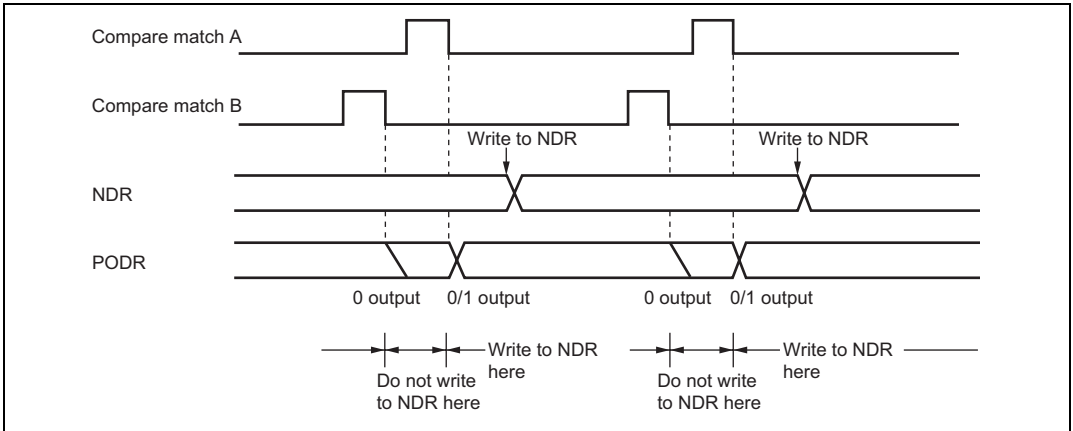 Compare match A
Compare match B
Write to NDR
Write to NDR
NDR
PODR
0 output
0/1 output
0 output
0/1 output
Write to NDR
here
Write to NDR
here
Do not write
to NDR here
Do not write
to NDR here